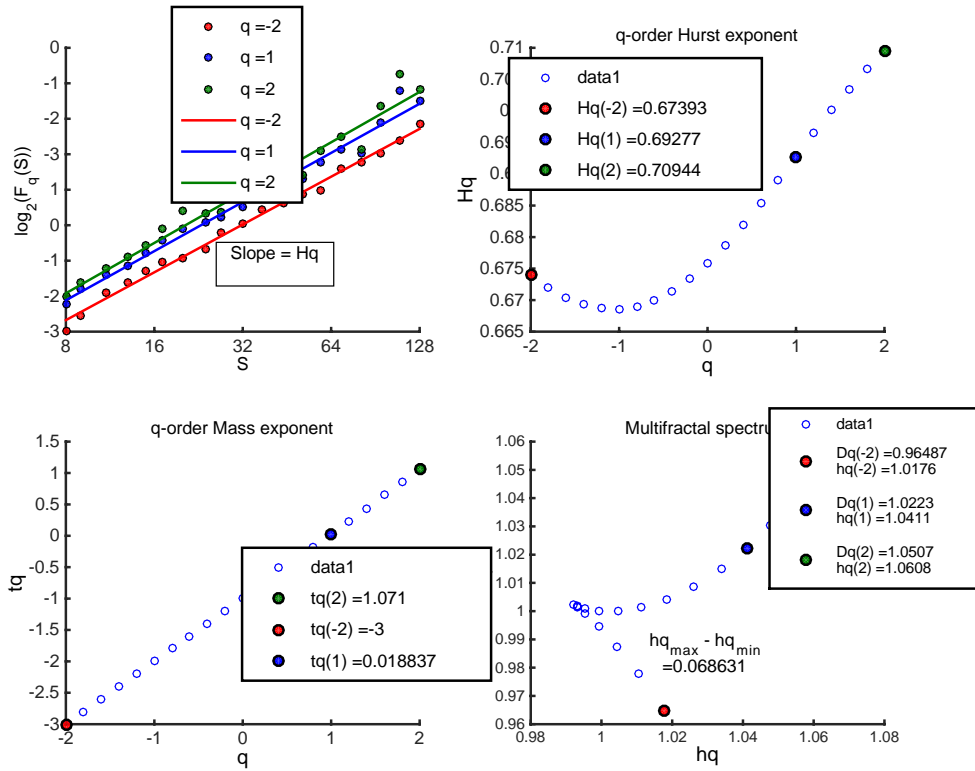 q =-2
q =1
q =2
q =-2
q =1
q =2
Slope = Hq
0
-1
-2
-3
1
0
-1
-2
-3
log2(Fq(S))
8
16
32
64
128
S
q-order Hurst exponent
data1
Hq(-2)=0.67393
Hq(1)=0.69277
Hq(2)=0.70944
0.71
0.685
0.68
0.675
0.67
0.665
Hq
-2
-1
0
1
2
q
q-order Mass exponent
data1
tq(2)=1.071
tq(-2)=-3
tq(1)=0.018837
1.5
1
0.5
0
-0.5
-1
-1.5
-2
-2.5
-3
tq
-2
-1
0
1
2
q
Multifractal spectru
data1
Dq(-2)=0.96487
hq(-2)=1.0176
Dq(1)=1.0223
hq(1)=1.0411
Dq(2)=1.0507
hq(2)=1.0608
hqmax - hqmin
=0.068631
1.06
1.05
1.04
1.03
1.02
1.01
1
0.99
0.98
0.97
0.96
Dq
0.98
1
1.02
1.04
1.06
1.08
hq